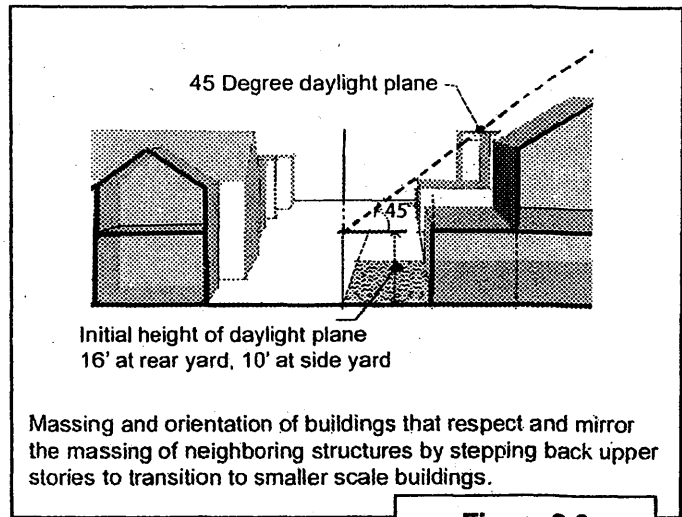 45 Degree daylight plane
45°
Initial height of daylight plane
16' at rear yard, 10' at side yard
Massing and orientation of buildings that respect and mirror
the massing of neighboring structures by stepping back upper
stories to transition to smaller scale buildings.